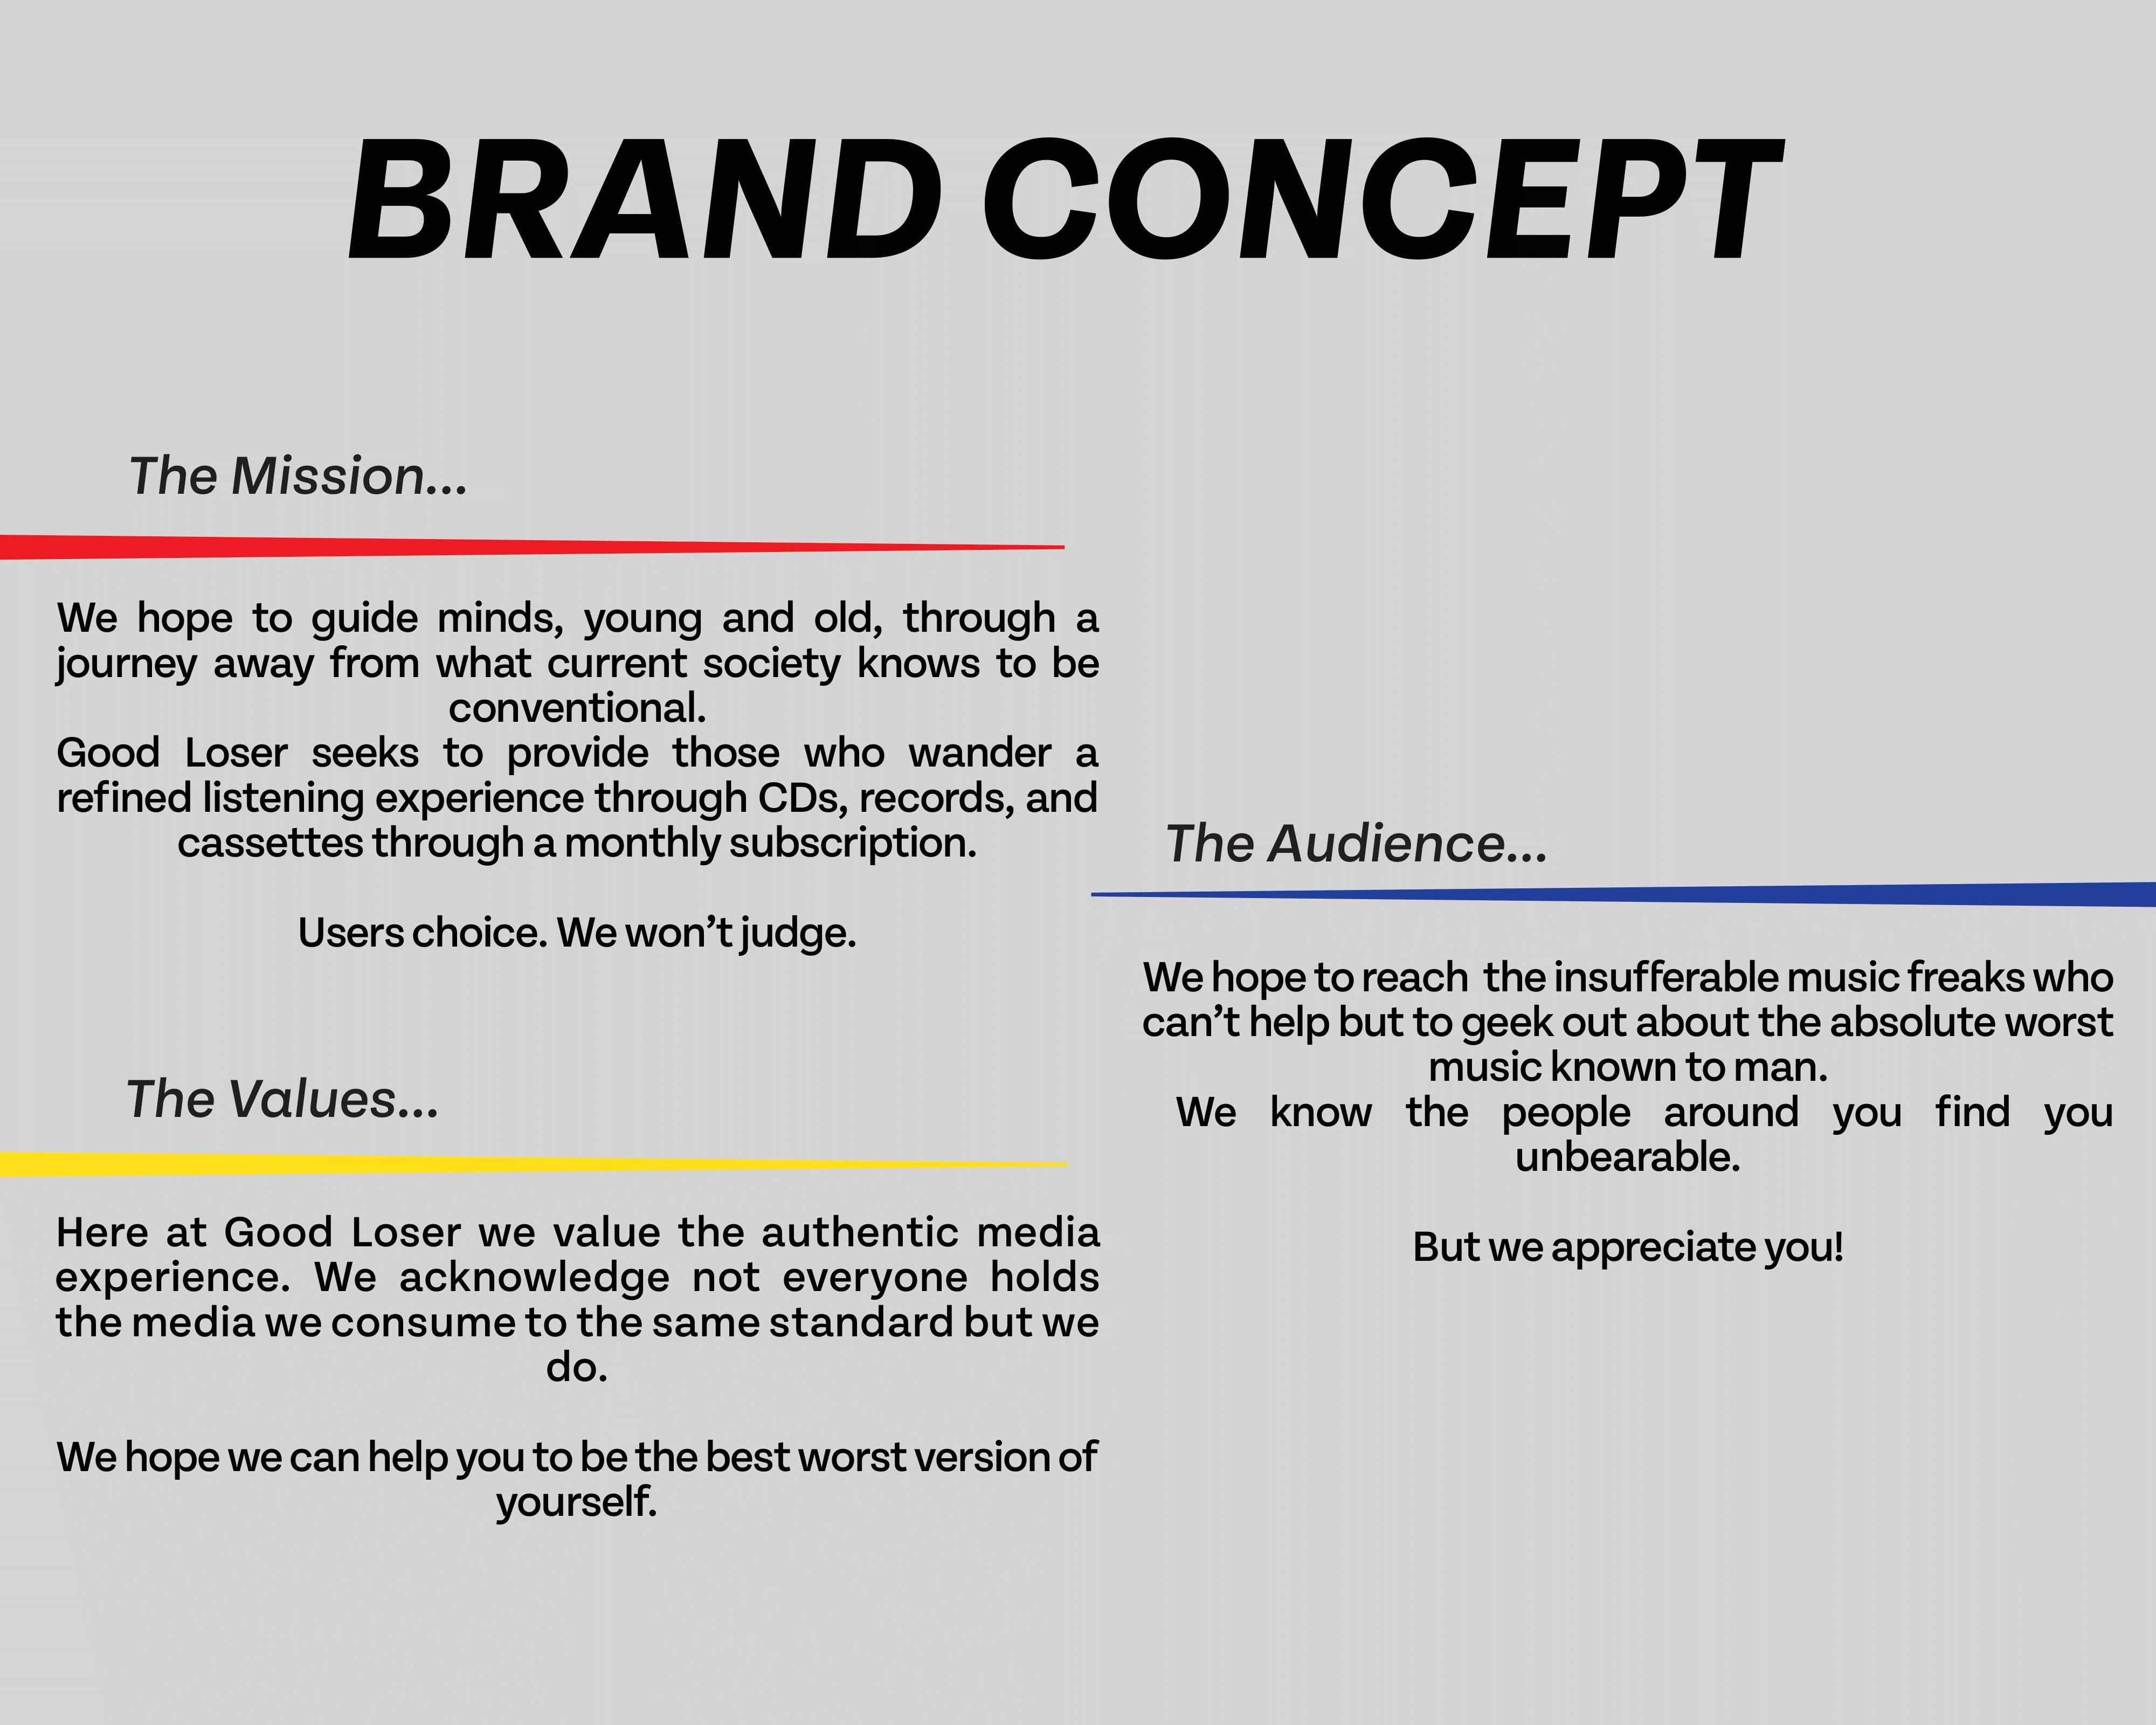 BRAND CONCEPT
The Mission...
We hope to guide minds, young and old, through a
journey away from what current society knows to be
conventional.
Good Loser seeks to provide those who wander a
refined listening experience through CDs, records, and
cassettes through a monthly subscription.
Users choice. We won’t judge.
The Values...
Here at Good Loser we value the authentic media
experience. We acknowledge not everyone holds
the media we consume to the same standard but we
do.
We hope we can help you to be the best worst version of
yourself.
The Audience...
We hope to reach  the insufferable music freaks who
can’t help but to geek out about the absolute worst
music known to man.
We know the people around you find you
unbearable.
But we appreciate you!